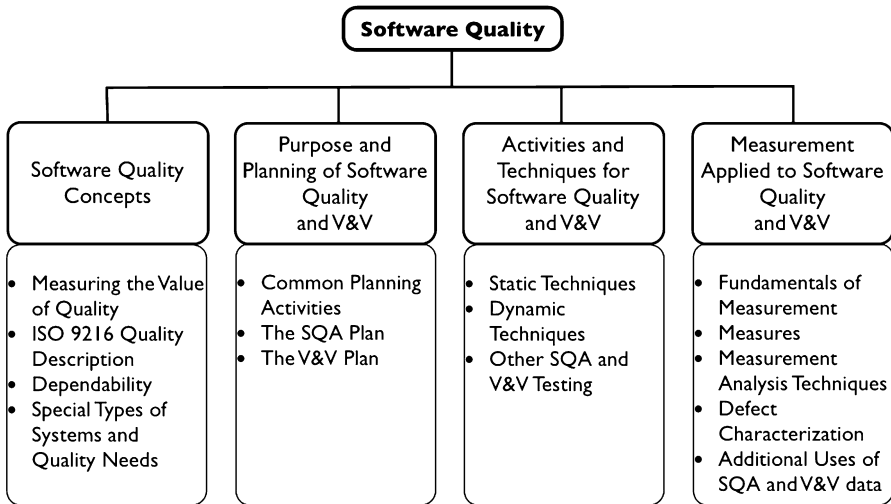 Software Quality
Software Quality
Concepts
• Measuring the Value
of Quality
• ISO 9216 Quality
Description
• Dependability
• Special Types of
Systems and
Quality Needs
Purpose and
Planning of Software
Quality
and V&V
• Common Planning
Activities
• The SQA Plan
• The V&V Plan
Activities and
Techniques for
Software Quality
and V&V
• Static Techniques
• Dynamic
Techniques
• Other SQA and
V&V Testing
Measurement
Applied to Software
Quality
and V&V
• Fundamentals of
Measurement
• Measures
• Measurement
Analysis Techniques
• Defect
Characterization
• Additional Uses of
SQA and V&V data